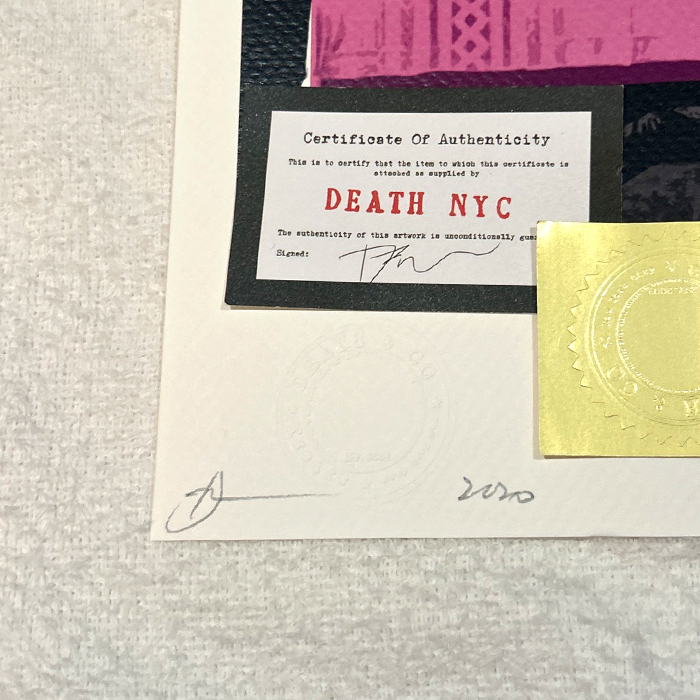 Certificate Of Authenticity
This is to certify that the item to which this certificate is
attached as supplied by
DEATH NYC
The authenticity of this artwork is unconditionally
Signed:
& CO
2020